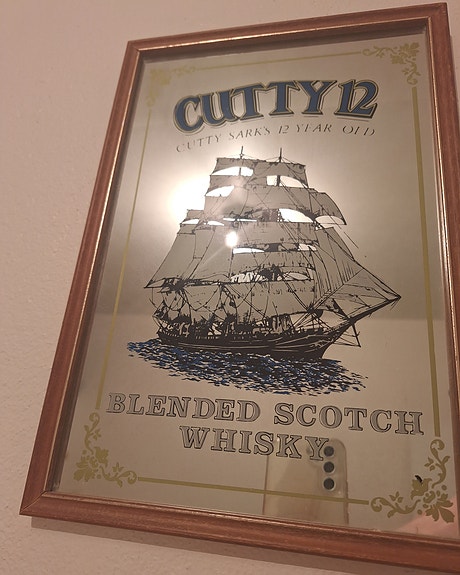 CUTTY 12
CUTTY SARK'S 12 YEAR OLD
BLENDED SCOTCH
WHISKY